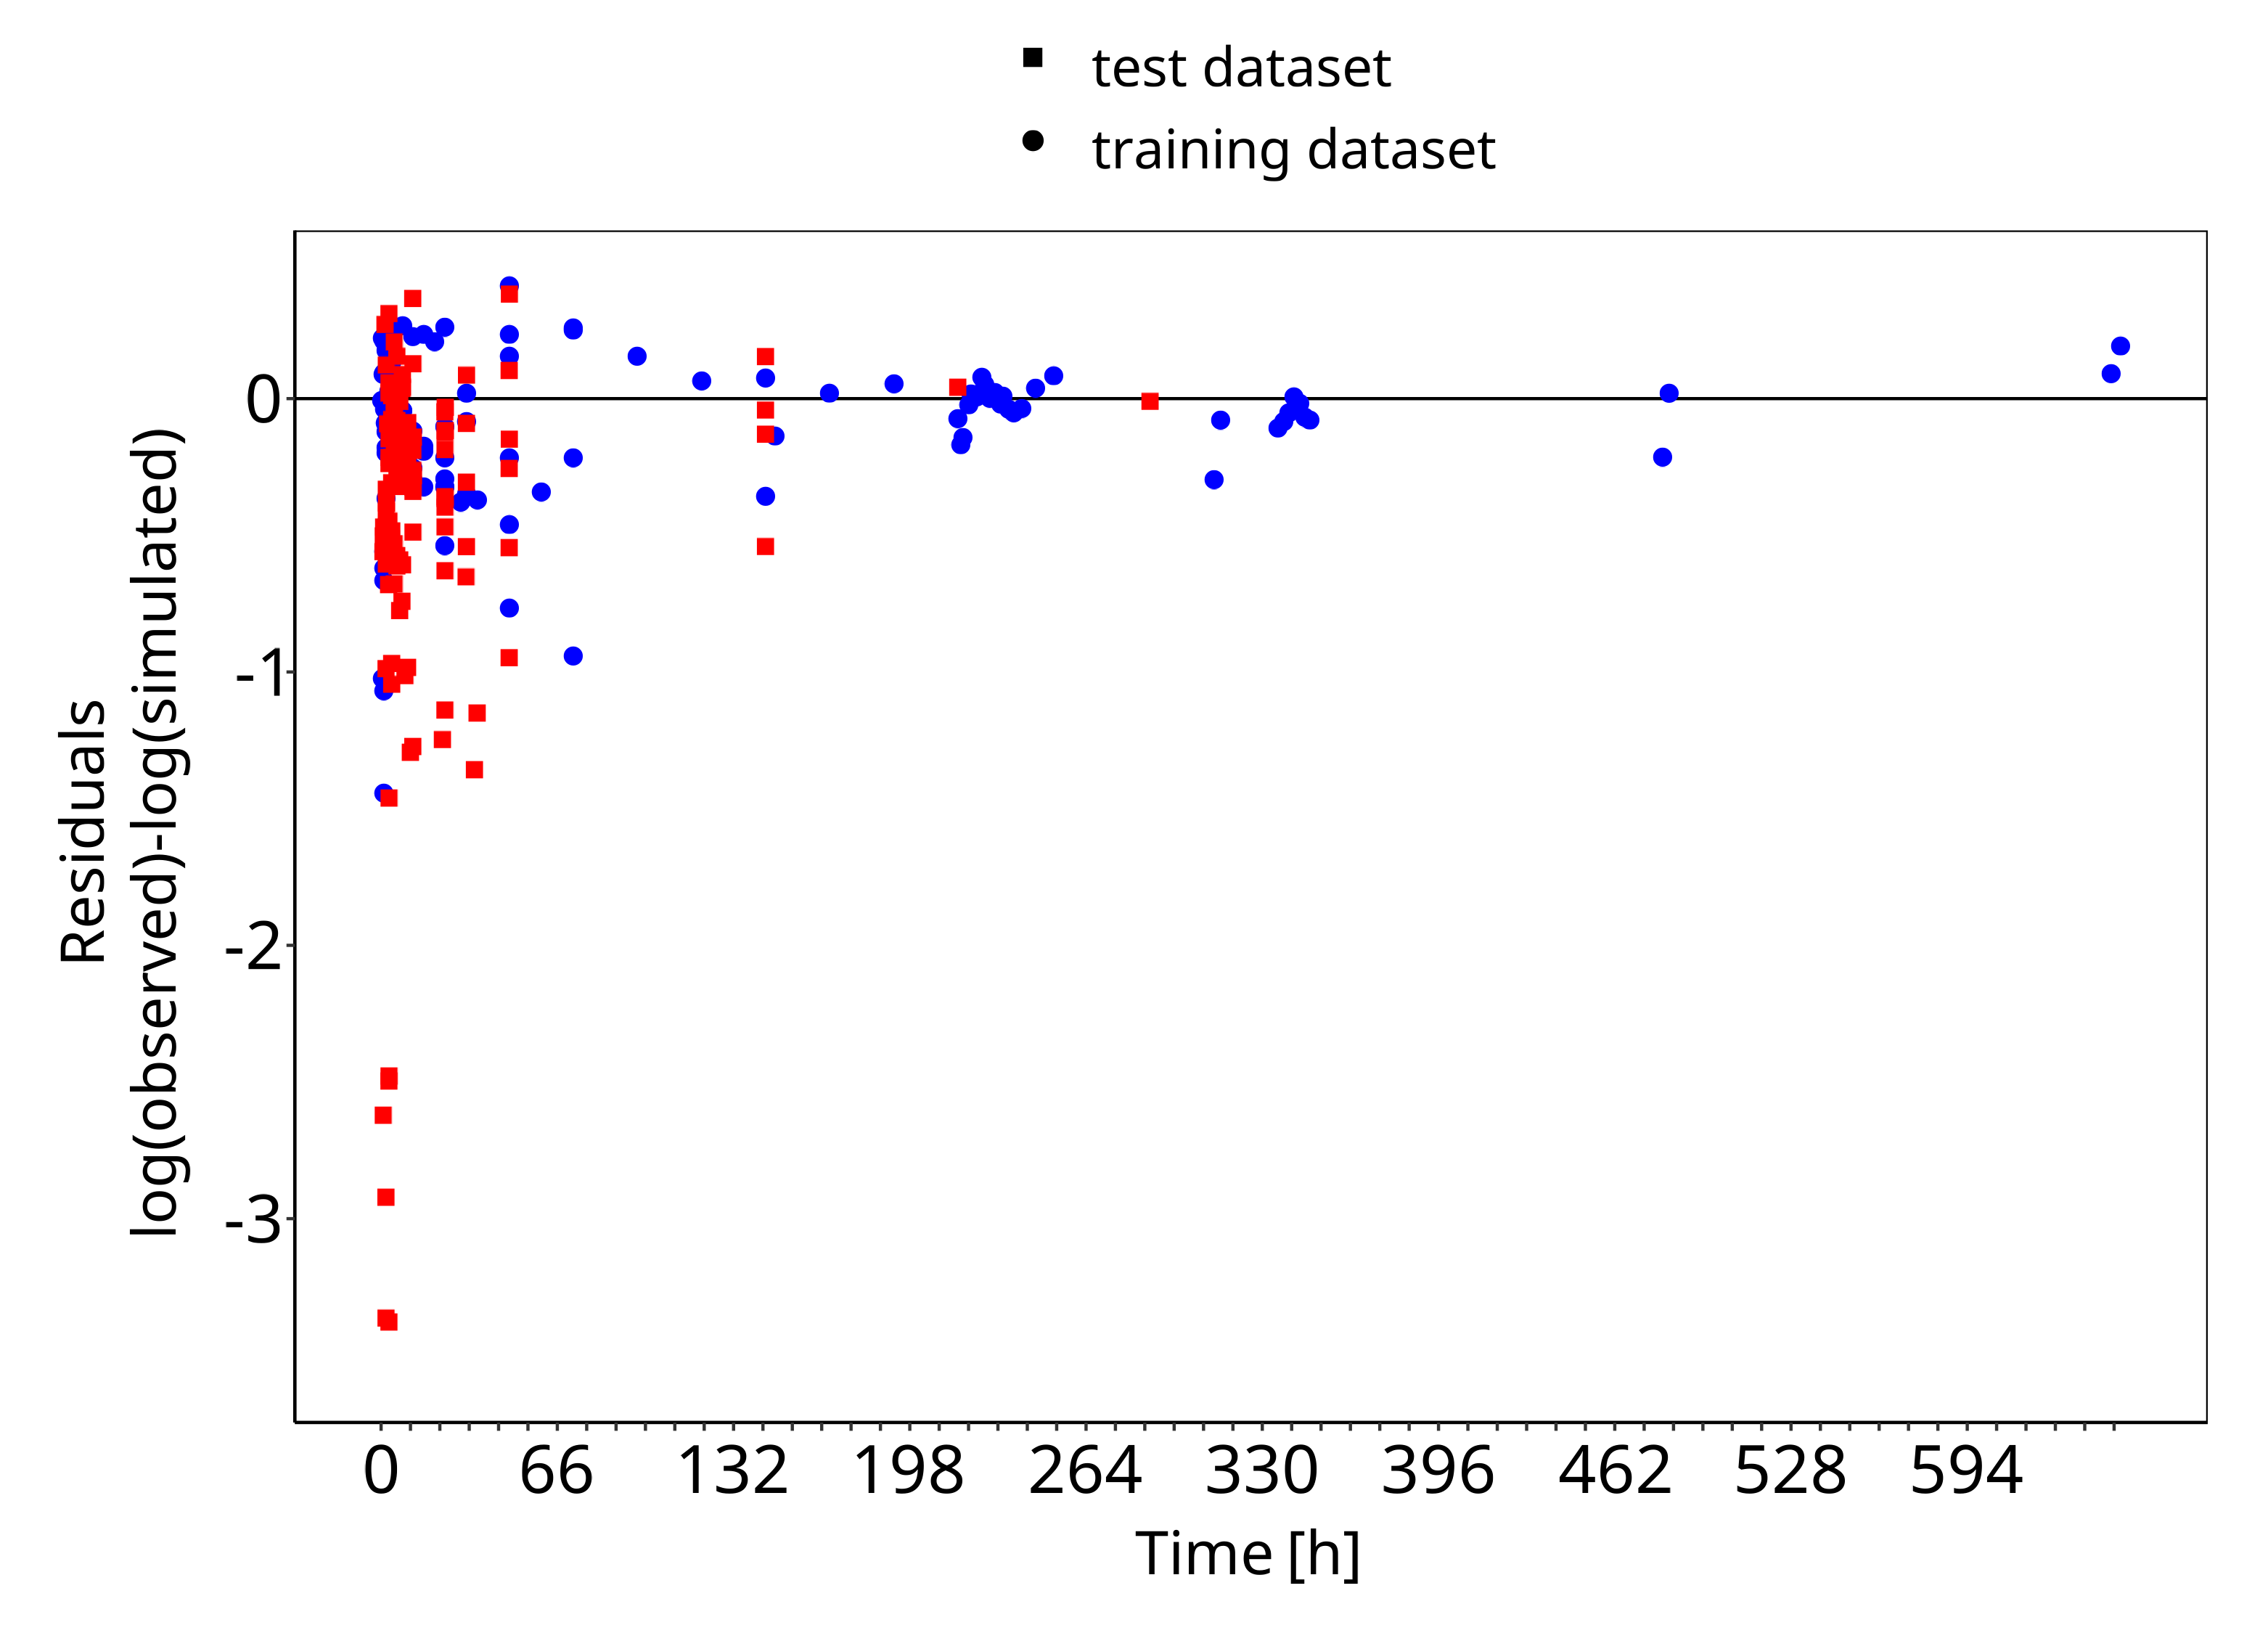 test dataset
training dataset
Residuals
log(observed)-log(simulated)
0
-1
-2
-3
0 66 132 198 264 330 396 462 528 594
Time [h]